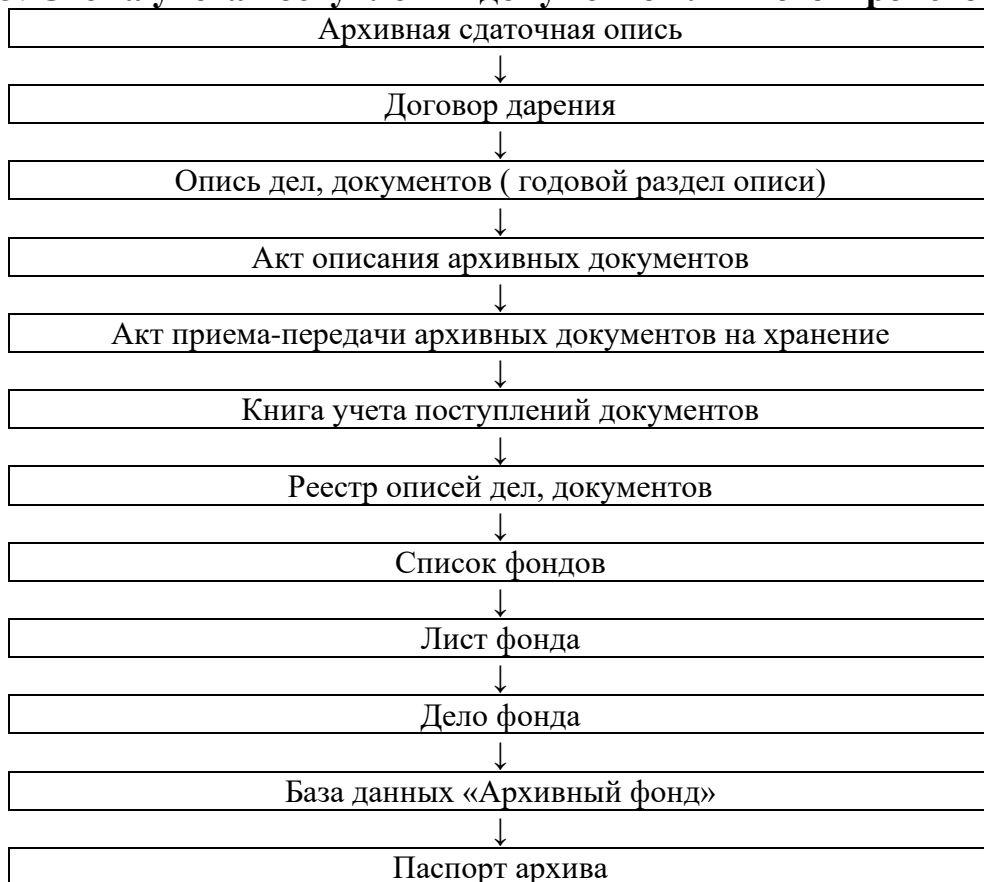 Архивная сдаточная опись
↓
Договор дарения
↓
Опись дел, документов ( годовой раздел описи)
↓
Акт описания архивных документов
↓
Акт приема-передачи архивных документов на хранение
↓
Книга учета поступлений документов
↓
Реестр описей дел, документов
↓
Список фондов
↓
Лист фонда
↓
Дело фонда
↓
База данных «Архивный фонд»
↓
Паспорт архива